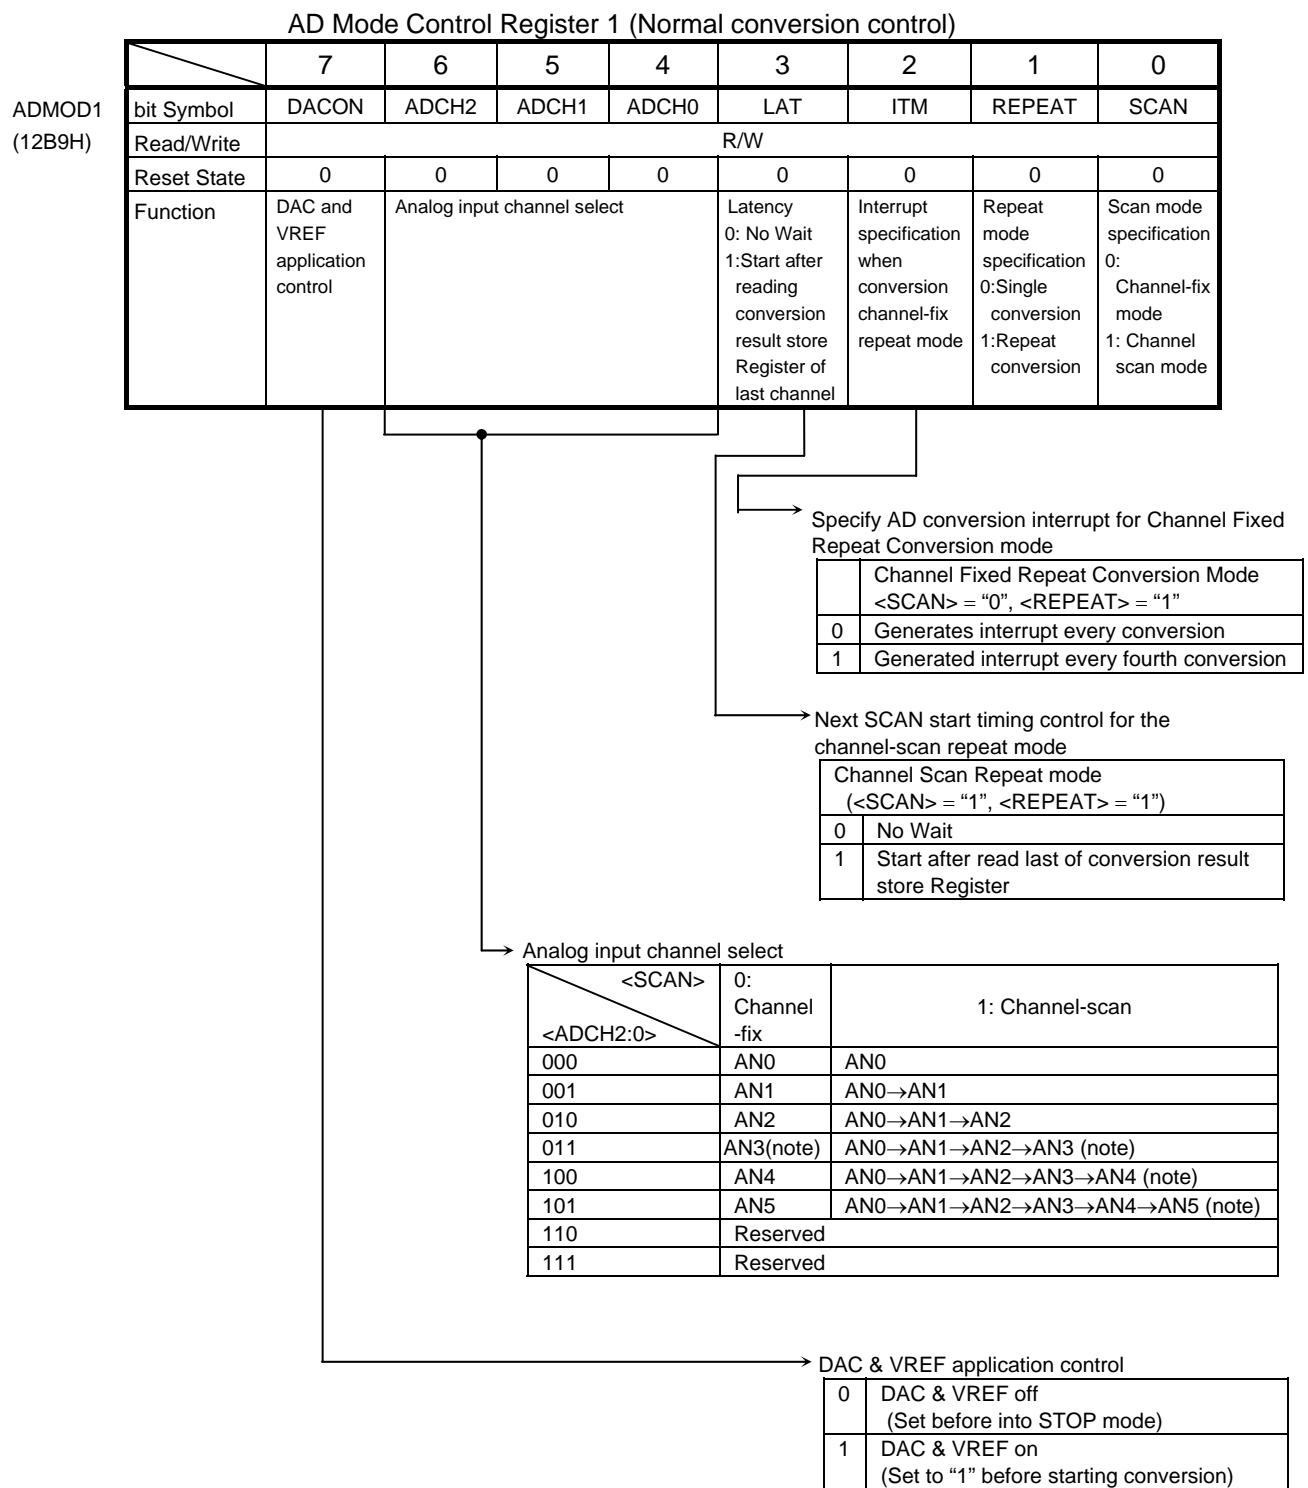 AD Mode Control Register 1 (Normal conversion control)
7 6 5 4 3 2 1 0
ADMOD1
(12B9H)
bit Symbol DACON ADCH2 ADCH1 ADCH0 LAT ITM REPEAT SCAN
Read/Write R/W
Reset State 0 0 0 0 0 0 0 0
Function
DAC and
VREF
application
control
Analog input channel select
Latency
0: No Wait
1:Start after
reading
conversion
result store
Register of
last channel
Interrupt
specification
when
conversion
channel-fix
repeat mode
Repeat
mode
specification
0:Single
conversion
1:Repeat
conversion
Scan mode
specification
0:
Channel-fix
mode
1: Channel
scan mode
Specify AD conversion interrupt for Channel Fixed
Repeat Conversion mode
Channel Fixed Repeat Conversion Mode
<SCAN> = “0”, <REPEAT> = “1”
0 Generates interrupt every conversion
1 Generated interrupt every fourth conversion
Next SCAN start timing control for the
channel-scan repeat mode
Channel Scan Repeat mode
(<SCAN> = “1”, <REPEAT> = “1”)
0 No Wait
1 Start after read last of conversion result
store Register
Analog input channel select
<SCAN>
<ADCH2:0>
0:
Channel
-fix
1: Channel-scan
000 AN0 AN0
001 AN1 AN0→AN1
010 AN2 AN0→AN1→AN2
011 AN3(note) AN0→AN1→AN2→AN3 (note)
100 AN4 AN0→AN1→AN2→AN3→AN4 (note)
101 AN5 AN0→AN1→AN2→AN3→AN4→AN5 (note)
110 Reserved
111 Reserved
DAC & VREF application control
0 DAC & VREF off
(Set before into STOP mode)
1 DAC & VREF on
(Set to “1” before starting conversion)